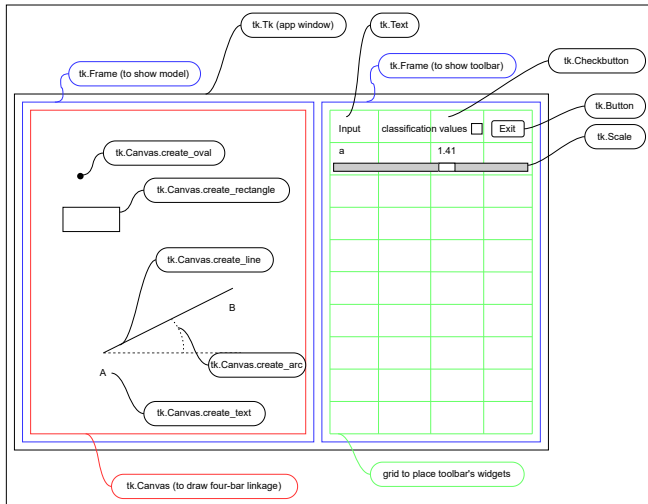 tk.Tk (app window)
tk.Text
tk.Frame (to show model)
tk.Frame (to show toolbar)
tk.Checkbutton
tk.Button
tk.Scale
Input
classification values
Exit
a
1.41
tk.Canvas.create_oval
tk.Canvas.create_rectangle
tk.Canvas.create_line
B
tk.Canvas.create_arc
A
tk.Canvas.create_text
tk.Canvas (to draw four-bar linkage)
grid to place toolbar's widgets